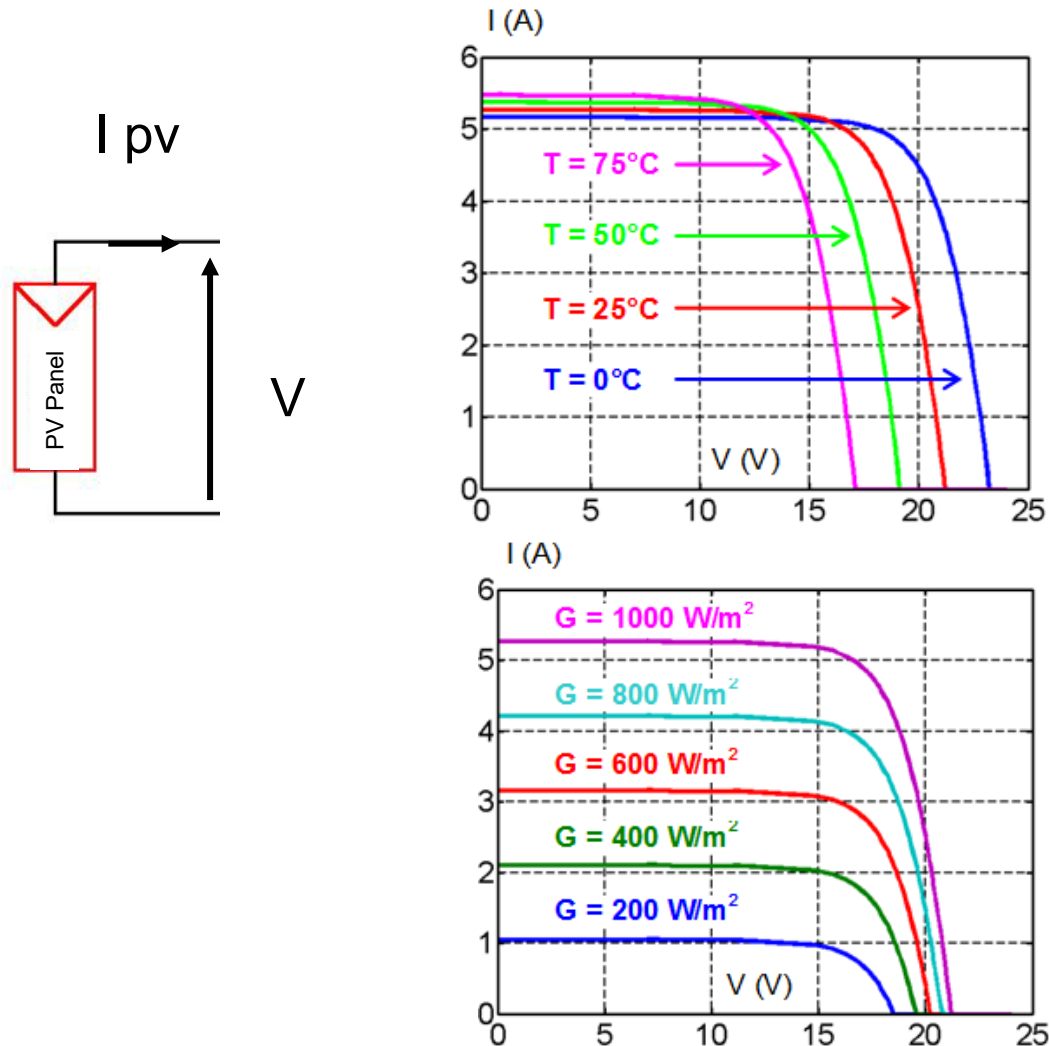 I pv
PV Panel
V
I (A)
6
5
4
3
2
1
0
T = 75°C
T = 50°C
T = 25°C
T = 0°C
V (V)
0 5 10 15 20 25
I (A)
6
5
4
3
2
1
0
G = 1000 W/m²
G = 800 W/m²
G = 600 W/m²
G = 400 W/m²
G = 200 W/m²
V (V)
0 5 10 15 20 25